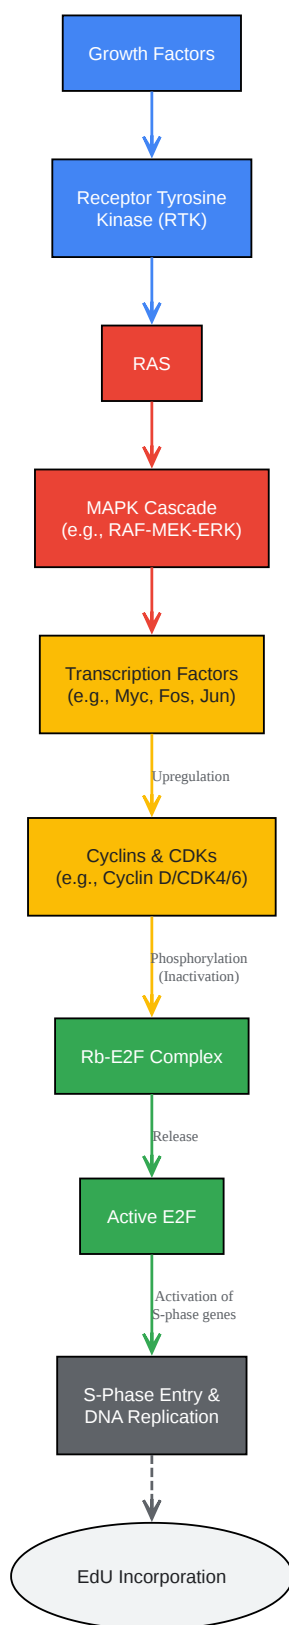 Growth Factors
Receptor Tyrosine
Kinase (RTK)
RAS
MAPK Cascade
(e.g., RAF-MEK-ERK)
Transcription Factors
(e.g., Myc, Fos, Jun)
Upregulation
Cyclins & CDKs
(e.g., Cyclin D/CDK4/6)
Phosphorylation
(Inactivation)
Rb-E2F Complex
Release
Active E2F
Activation of
S-phase genes
S-Phase Entry &
DNA Replication
EdU Incorporation